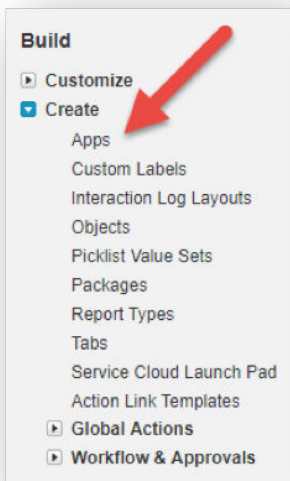 Build
Customize
Create
Apps
Custom Labels
Interaction Log Layouts
Objects
Picklist Value Sets
Packages
Report Types
Tabs
Service Cloud Launch Pad
Action Link Templates
Global Actions
Workflow & Approvals